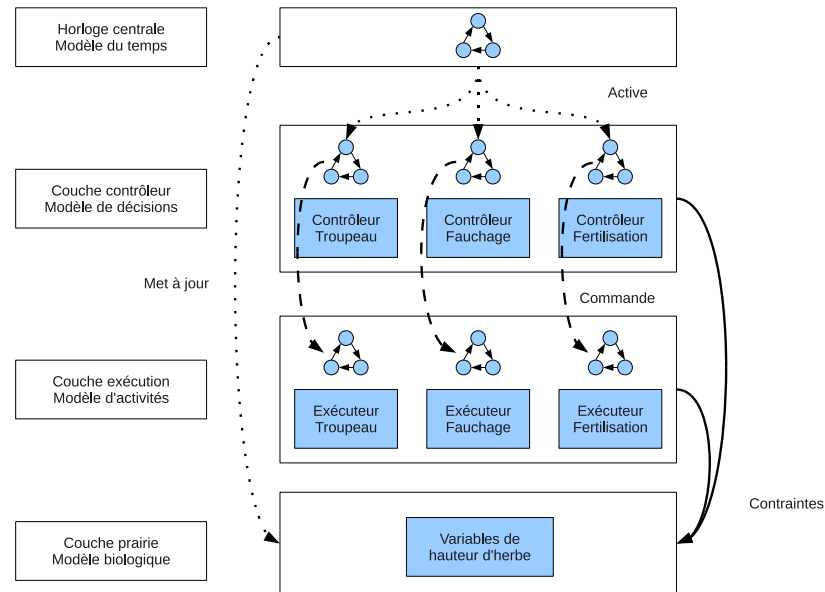 Horloge centrale
Modèle du temps
Active
Couche contrôleur
Modèle de décisions
Contrôleur
Troupeau
Contrôleur
Fauchage
Contrôleur
Fertilisation
Met à jour
Commande
Couche exécution
Modèle d'activités
Exécuteur
Troupeau
Exécuteur
Fauchage
Exécuteur
Fertilisation
Contraintes
Couche prairie
Modèle biologique
Variables de
hauteur d'herbe